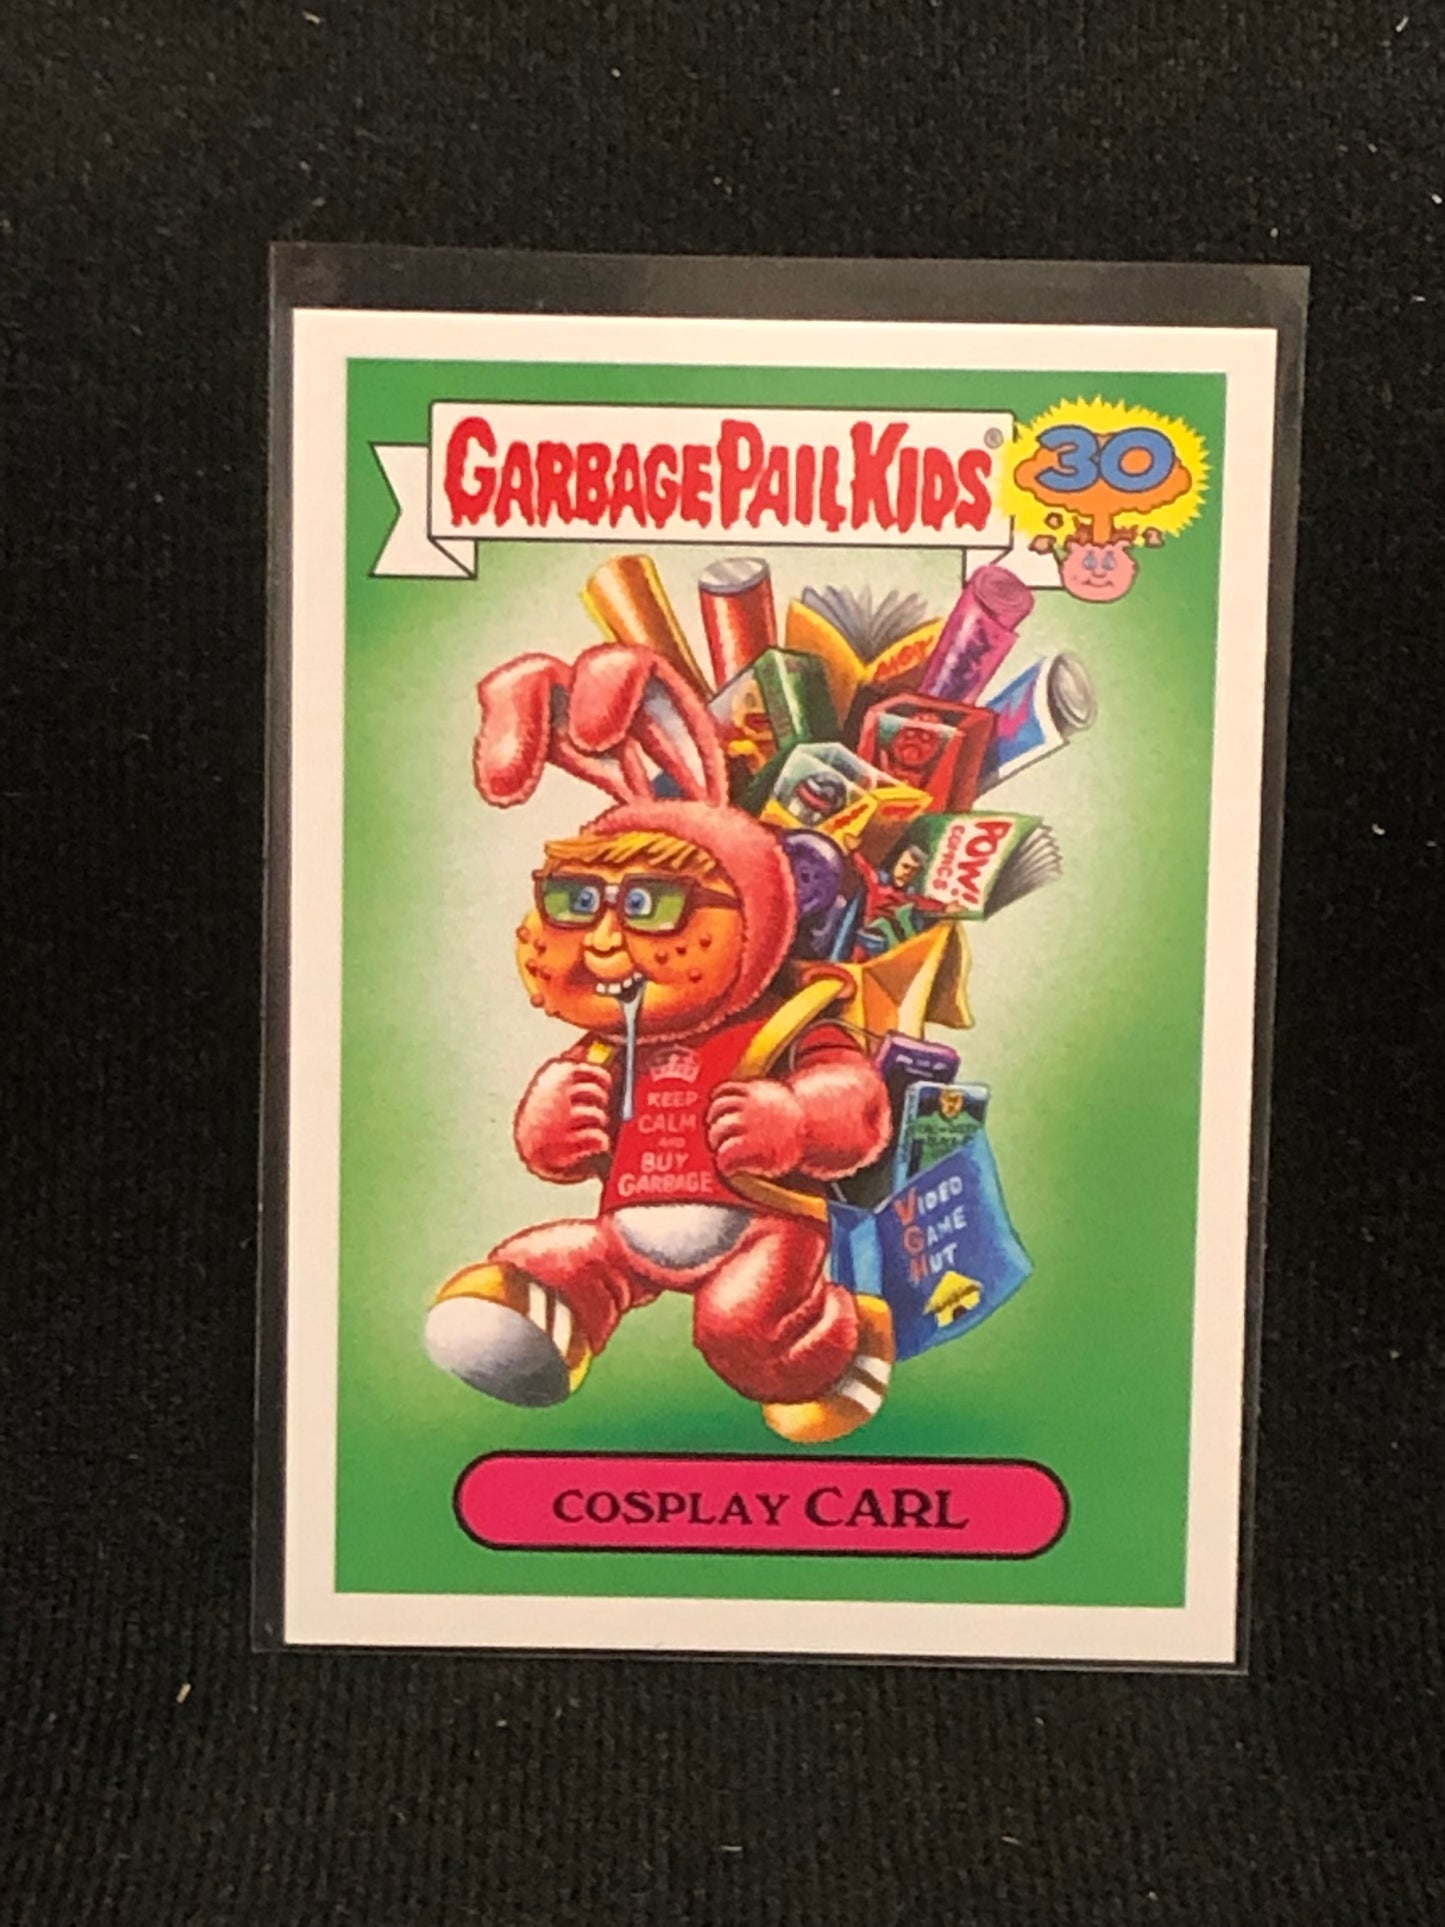 GARBAGE PAIL KIDS®
30
POW!
COMICS
KEEP
CALM
AND
BUY
GARBAGE
VIDEO
GAME
HUT
COSPLAY CARL